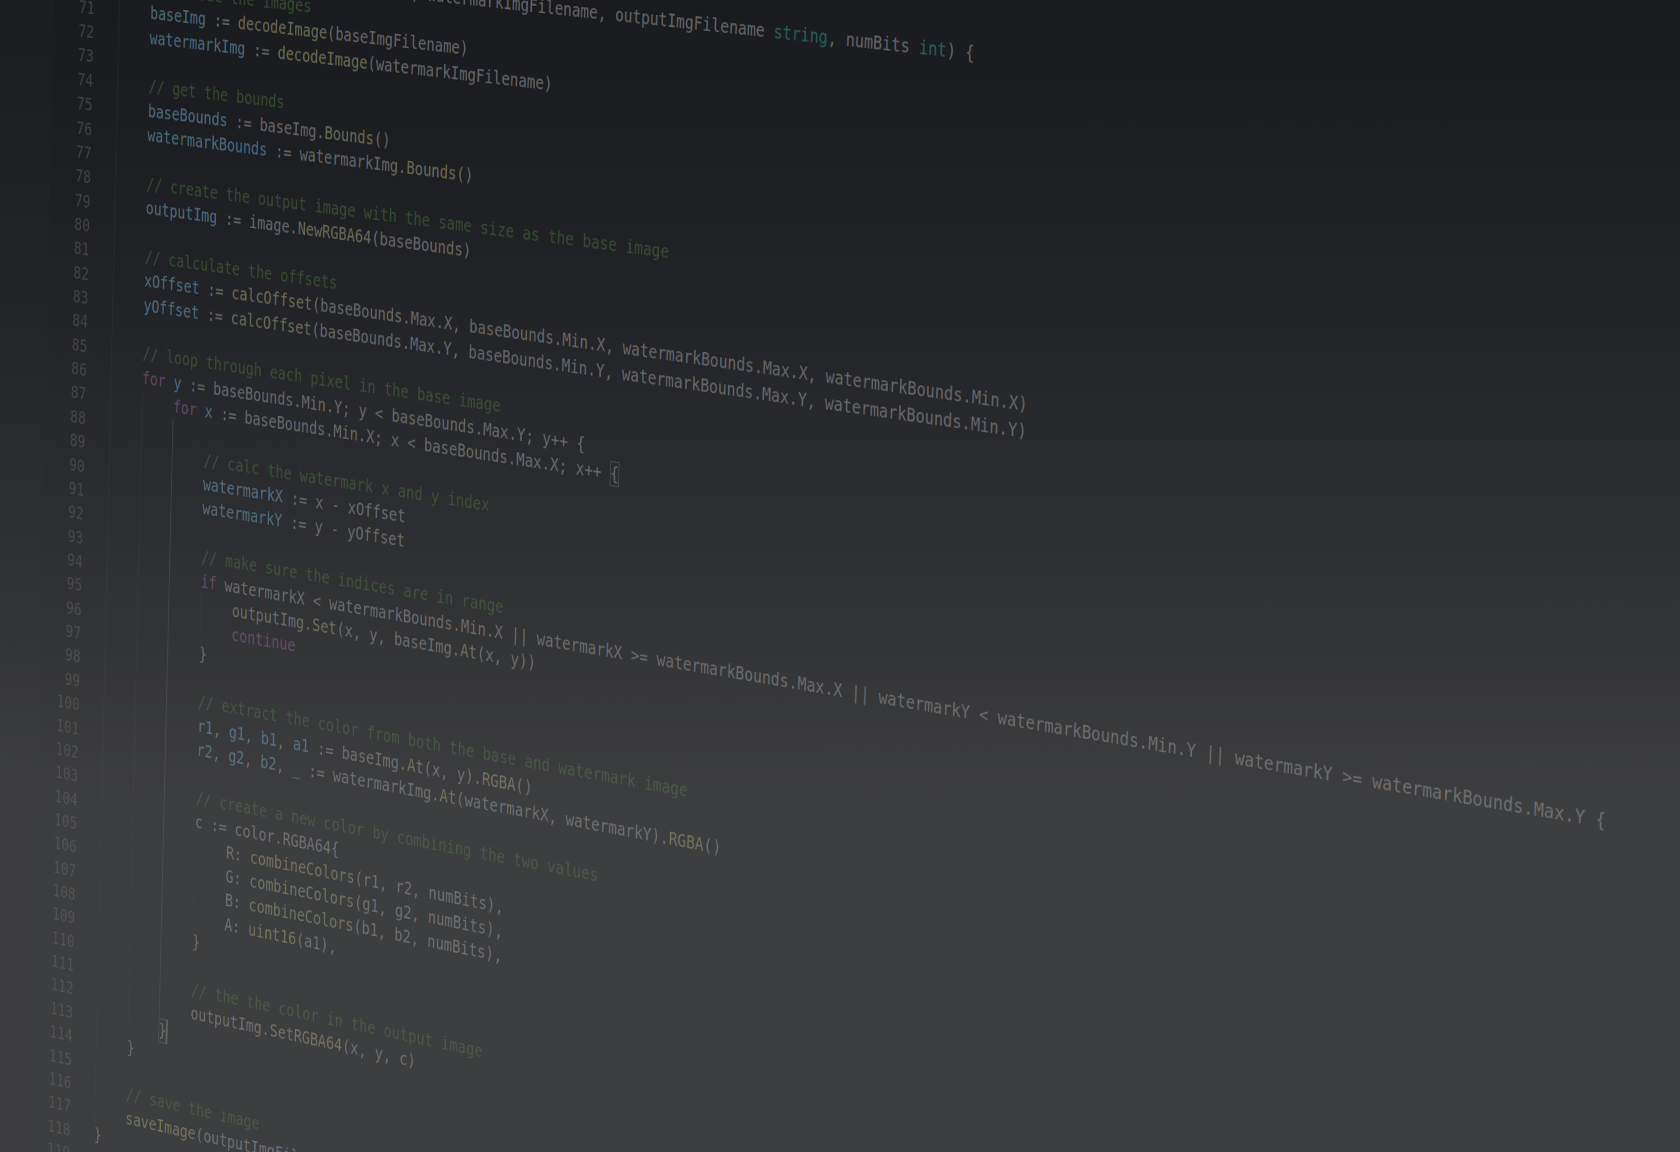 watermarkImgFilename, outputImgFilename string, numBits int) {
71 the images
72 baseImg := decodeImage(baseImgFilename)
73 watermarkImg := decodeImage(watermarkImgFilename)
74
75 // get the bounds
76 baseBounds := baseImg.Bounds()
77 watermarkBounds := watermarkImg.Bounds()
78
79 // create the output image with the same size as the base image
80 outputImg := image.NewRGBA64(baseBounds)
81
82 // calculate the offsets
83 xOffset := calcOffset(baseBounds.Max.X, baseBounds.Min.X, watermarkBounds.Max.X, watermarkBounds.Min.X)
84 yOffset := calcOffset(baseBounds.Max.Y, baseBounds.Min.Y, watermarkBounds.Max.Y, watermarkBounds.Min.Y)
85
86 // loop through each pixel in the base image
87 for y := baseBounds.Min.Y; y < baseBounds.Max.Y; y++ {
88 for x := baseBounds.Min.X; x < baseBounds.Max.X; x++ {
89
90 // calc the watermark x and y index
91 watermarkX := x - xOffset
92 watermarkY := y - yOffset
93
94 // make sure the indices are in range
95 if watermarkX < watermarkBounds.Min.X || watermarkX >= watermarkBounds.Max.X || watermarkY < watermarkBounds.Min.Y || watermarkY >= watermarkBounds.Max.Y {
96 outputImg.Set(x, y, baseImg.At(x, y))
97 continue
98 }
99
100 // extract the color from both the base and watermark image
101 r1, g1, b1, a1 := baseImg.At(x, y).RGBA()
102 r2, g2, b2, _ := watermarkImg.At(watermarkX, watermarkY).RGBA()
103
104 // create a new color by combining the two values
105 c := color.RGBA64{
106 R: combineColors(r1, r2, numBits),
107 G: combineColors(g1, g2, numBits),
108 B: combineColors(b1, b2, numBits),
109 A: uint16(a1),
110 }
111
112 // the the color in the output image
113 outputImg.SetRGBA64(x, y, c)
114 }
115 }
116
117 // save the image
118 saveImage(
119 }